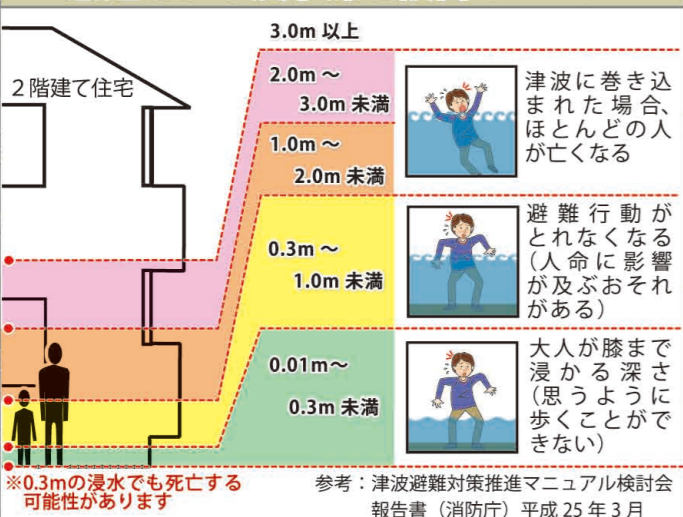 3.0m 以上
2階建て住宅
2.0m～
3.0m 未満
1.0m～
2.0m 未満
0.3m～
1.0m 未満
0.01m～
0.3m 未満
津波に巻き込
まれた場合、
ほとんどの人
が亡くなる
避難行動が
とれなくなる
(人命に影響
が及ぶおそれ
がある)
大人が膝まで
浸かる深さ
(思うように
歩くことがで
きない)
※0.3mの浸水でも死亡する
可能性があります
参考：津波避難対策推進マニュアル検討会
報告書（消防庁）平成 25 年 3 月